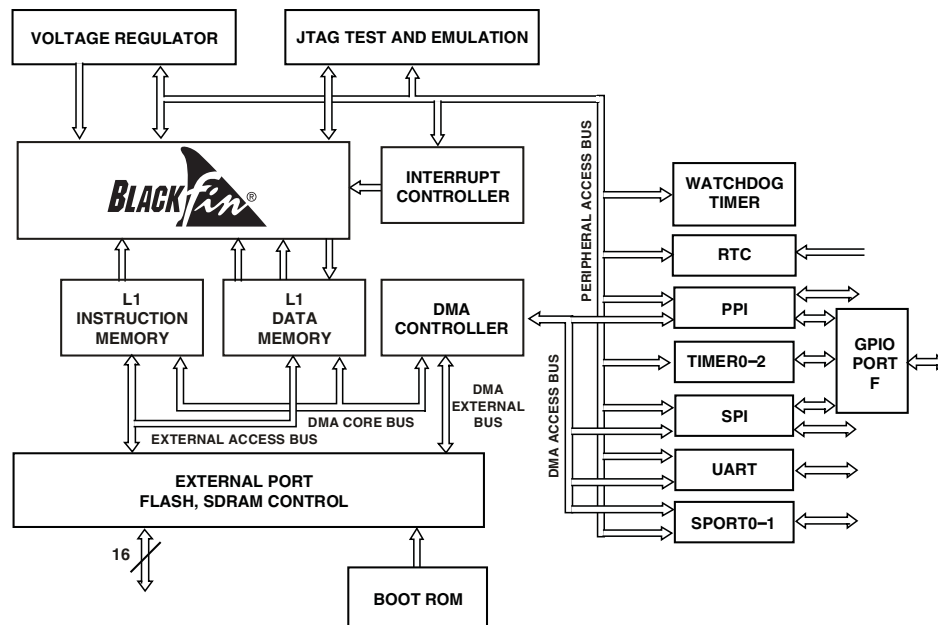 VOLTAGE REGULATOR
JTAG TEST AND EMULATION
BLACKfin®
INTERRUPT
CONTROLLER
PERIPHERAL ACCESS BUS
WATCHDOG
TIMER
RTC
L1
INSTRUCTION
MEMORY
L1
DATA
MEMORY
DMA
CONTROLLER
PPI
GPIO
PORT
F
TIMER0–2
DMA ACCESS BUS
DMA
EXTERNAL
BUS
DMA CORE BUS
EXTERNAL ACCESS BUS
SPI
UART
SPORT0–1
EXTERNAL PORT
FLASH, SDRAM CONTROL
16
BOOT ROM